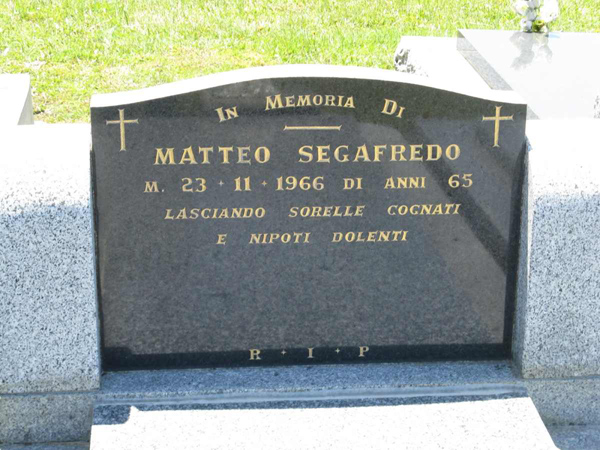 IN MEMORIA DI
MATTEO SEGAFREDO
M. 23 + 11 + 1966 DI ANNI 65
LASCIANDO SORELLE COGNATI
E NIPOTI DOLENTI
R + I + P